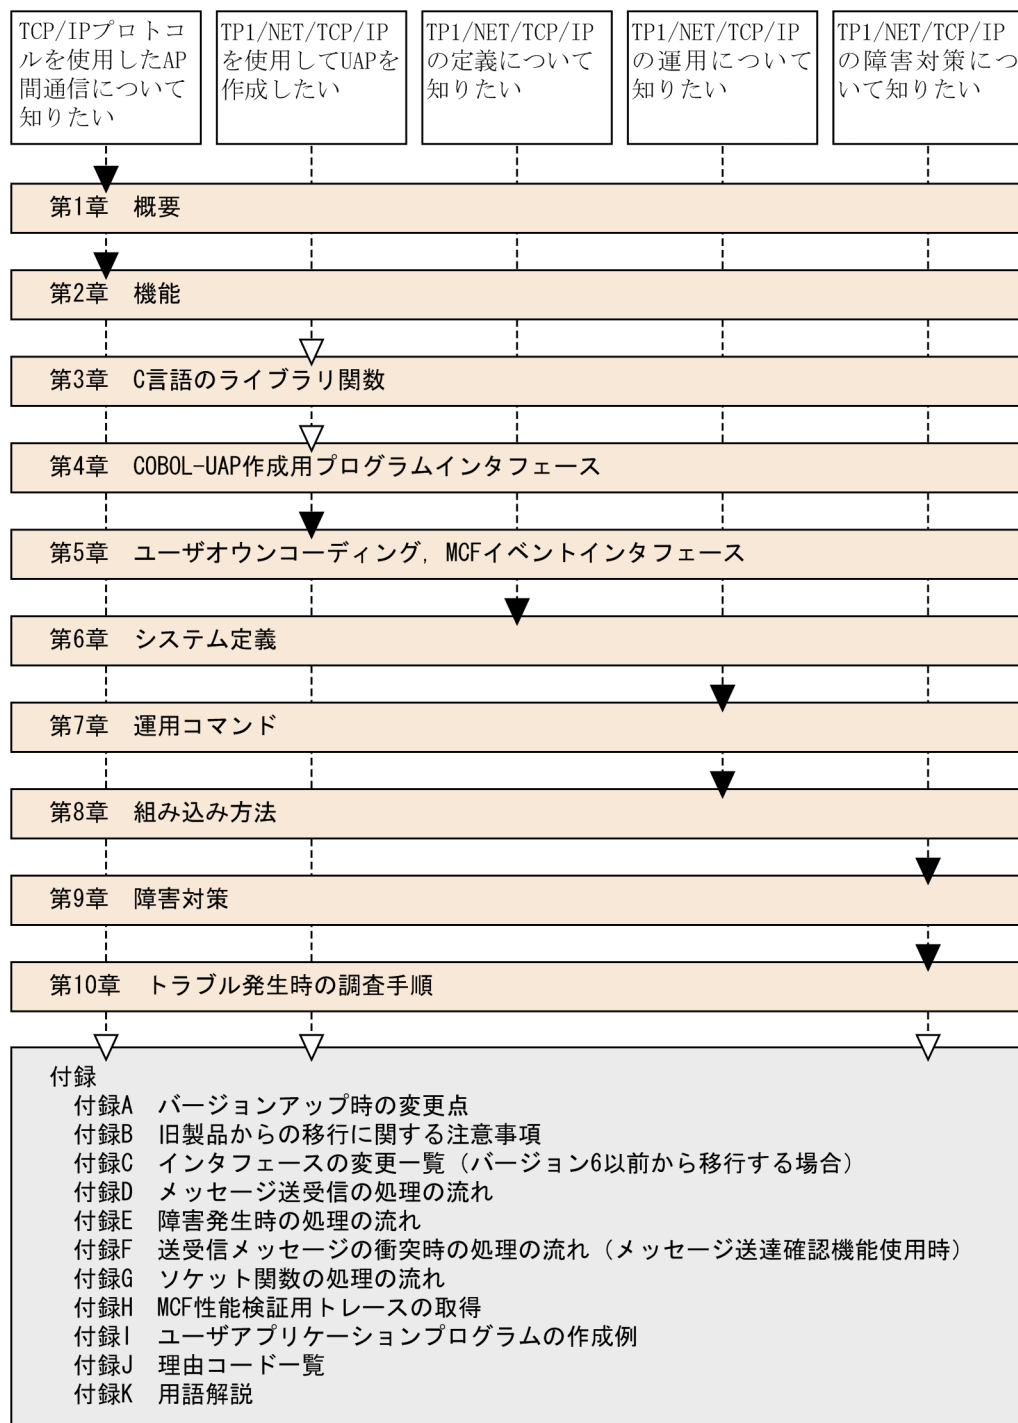 TCP/IPプロトコ
ルを使用したAP
間通信について
知りたい
TP1/NET/TCP/IP
を使用してUAPを
作成したい
TP1/NET/TCP/IP
の定義について
知りたい
TP1/NET/TCP/IP
の運用について
知りたい
TP1/NET/TCP/IP
の障害対策につ
いて知りたい
第1章 概要
第2章 機能
第3章 C言語のライブラリ関数
第4章 COBOL-UAP作成用プログラムインタフェース
第5章 ユーザオウンコーディング，MCFイベントインタフェース
第6章 システム定義
第7章 運用コマンド
第8章 組み込み方法
第9章 障害対策
第10章 トラブル発生時の調査手順
付録
付録A バージョンアップ時の変更点
付録B 旧製品からの移行に関する注意事項
付録C インタフェースの変更一覧（バージョン6以前から移行する場合）
付録D メッセージ送受信の処理の流れ
付録E 障害発生時の処理の流れ
付録F 送受信メッセージの衝突時の処理の流れ（メッセージ送達確認機能使用時）
付録G ソケット関数の処理の流れ
付録H MCF性能検証用トレースの取得
付録I ユーザアプリケーションプログラムの作成例
付録J 理由コード一覧
付録K 用語解説